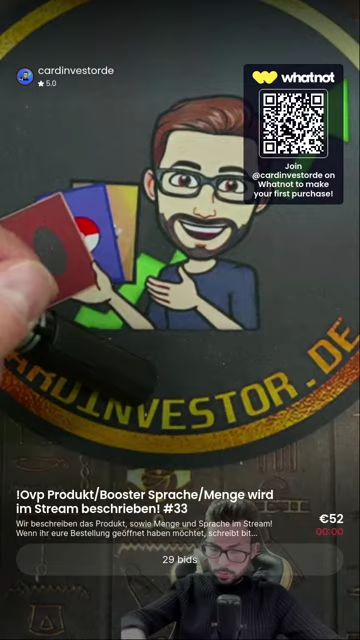 cardinvestorde
★ 5.0
whatnot
Join
@cardinvestorde on
Whatnot to make
your first purchase!
CARDINVESTOR.DE
!Ovp Produkt/Booster Sprache/Menge wird
im Stream beschrieben! #33
€52
Wir beschreiben das Produkt, sowie Menge und Sprache im Stream!
00:00
Wenn ihr eure Bestellung geöffnet haben möchtet, schreibt bit...
29 bids